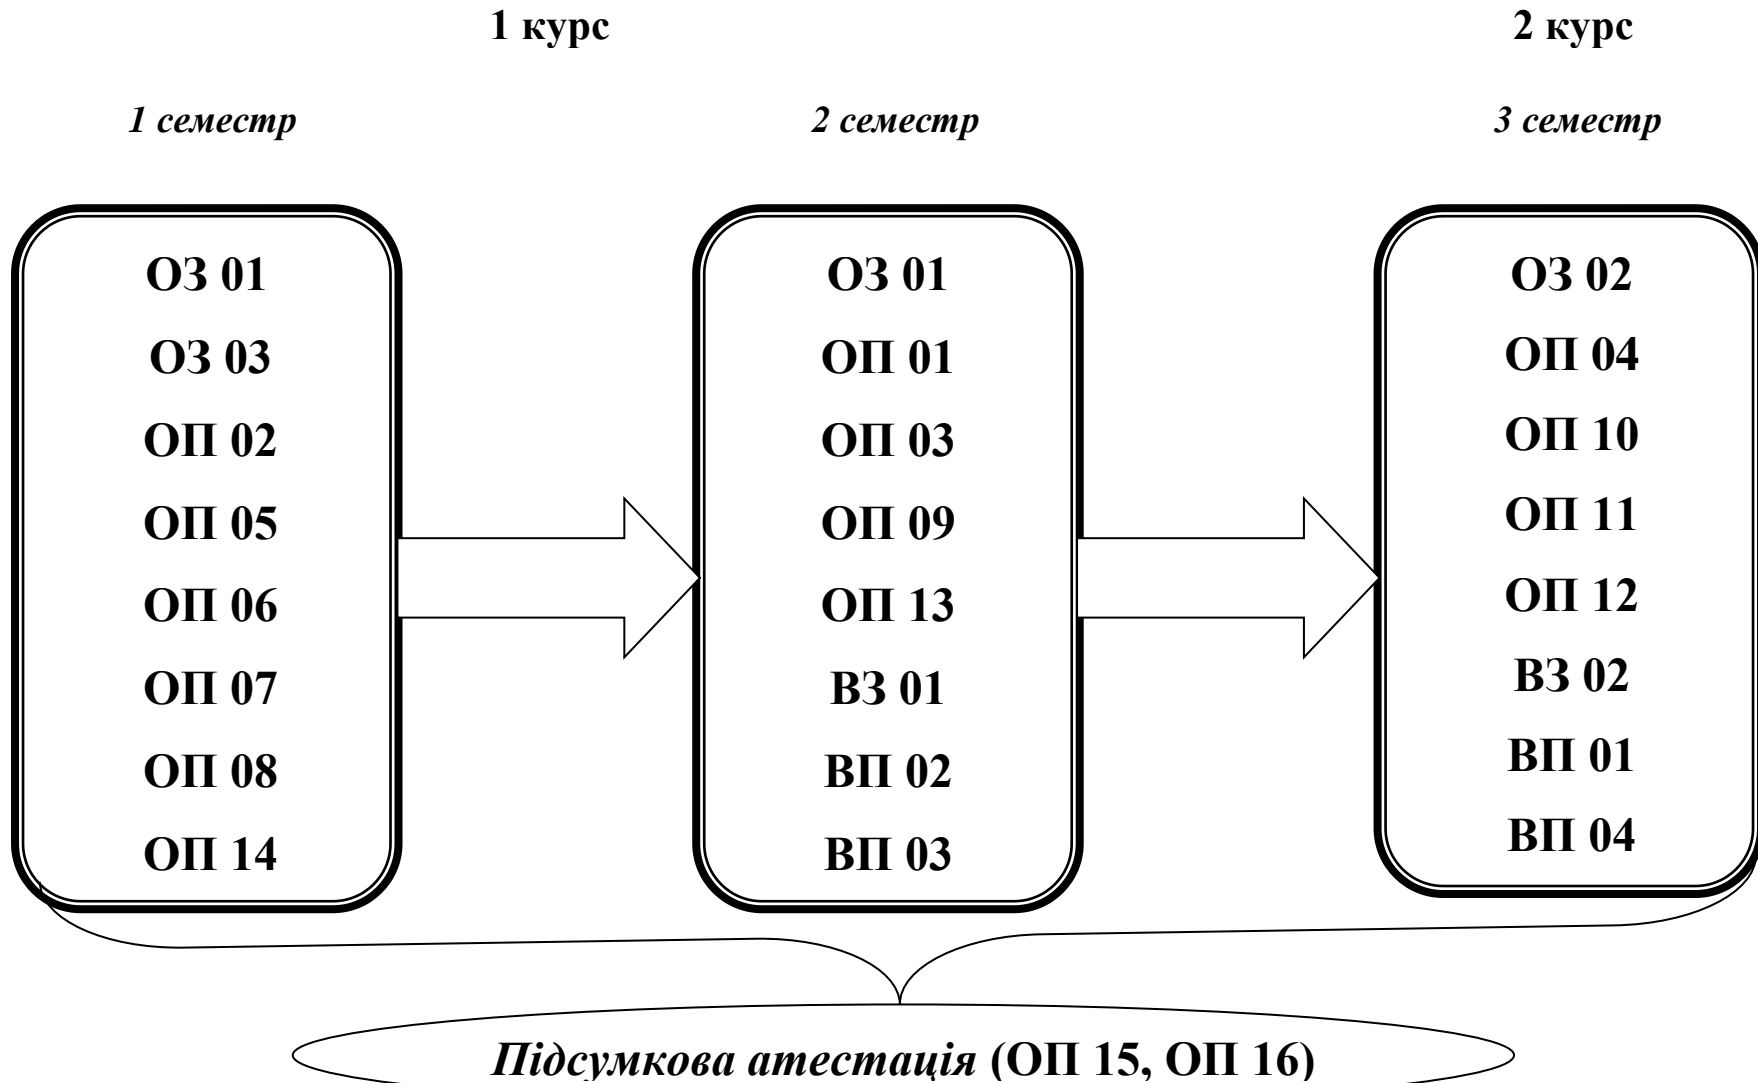 1 курс
2 курс
1 семестр
2 семестр
3 семестр
ОЗ 01
ОЗ 03
ОП 02
ОП 05
ОП 06
ОП 07
ОП 08
ОП 14
ОЗ 01
ОП 01
ОП 03
ОП 09
ОП 13
ВЗ 01
ВП 02
ВП 03
ОЗ 02
ОП 04
ОП 10
ОП 11
ОП 12
ВЗ 02
ВП 01
ВП 04
Підсумкова атестація (ОП 15, ОП 16)